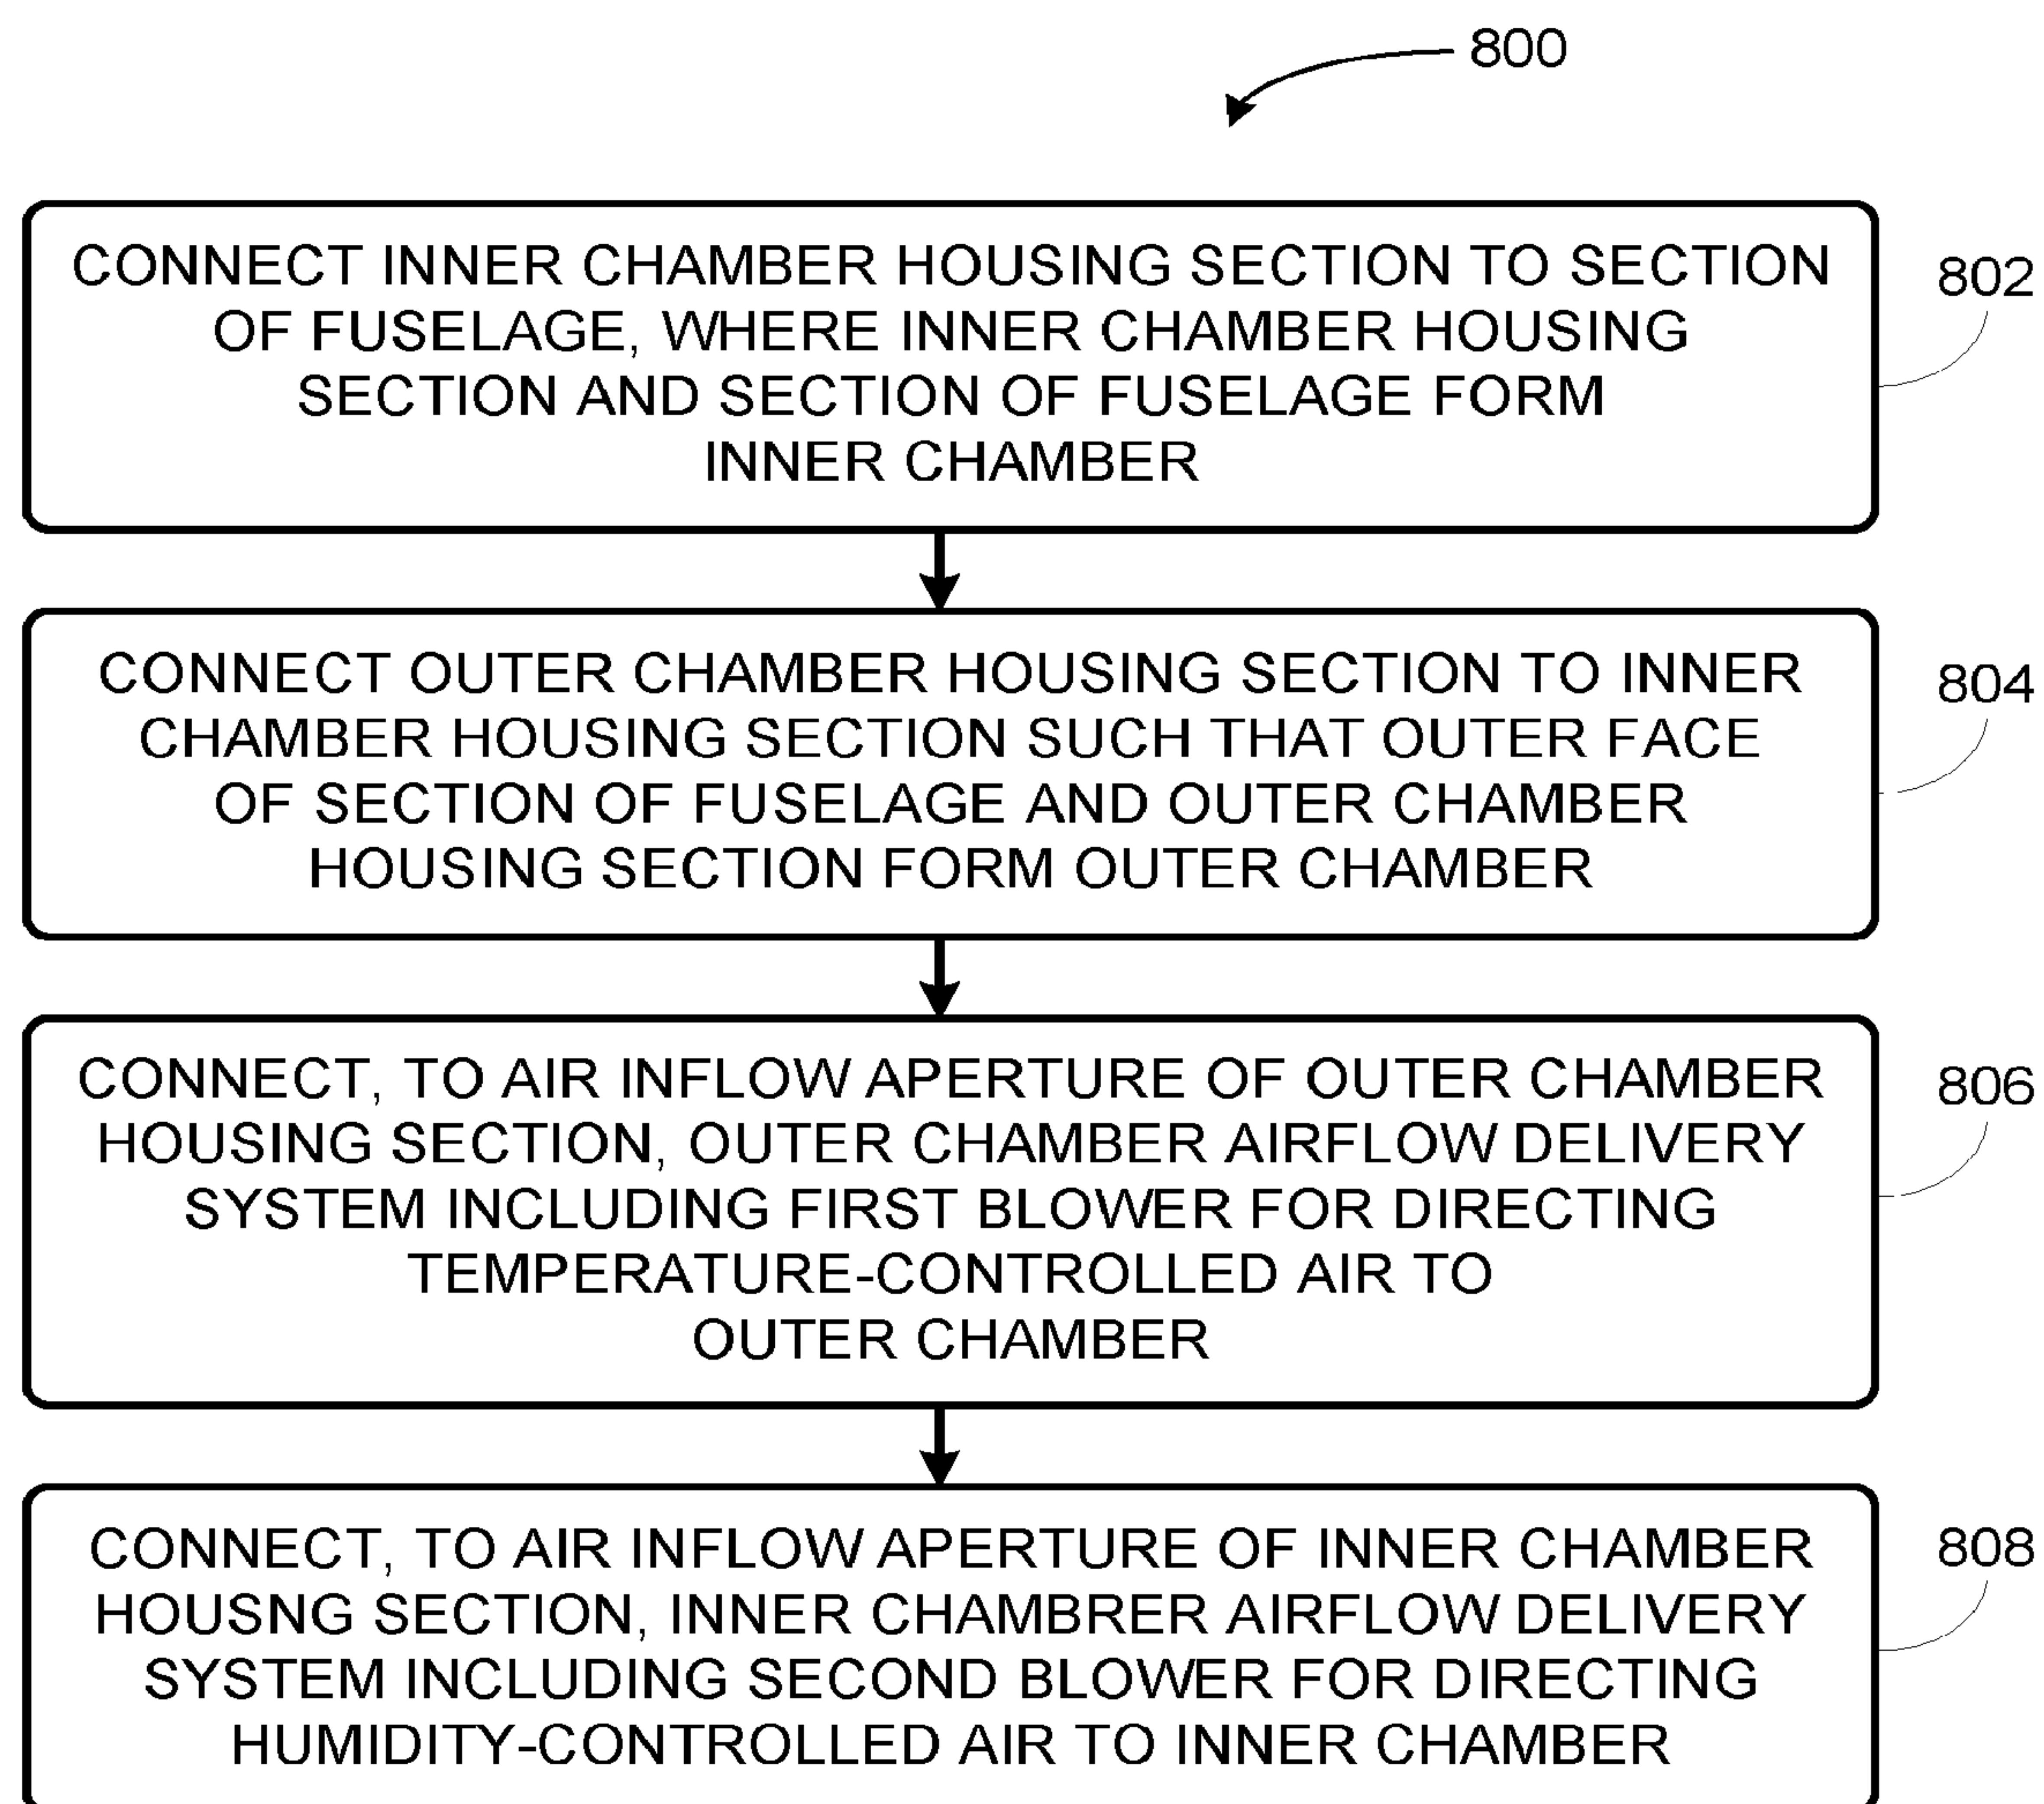 800
CONNECT INNER CHAMBER HOUSING SECTION TO SECTION
OF FUSELAGE, WHERE INNER CHAMBER HOUSING
SECTION AND SECTION OF FUSELAGE FORM
INNER CHAMBER
802
CONNECT OUTER CHAMBER HOUSING SECTION TO INNER
CHAMBER HOUSING SECTION SUCH THAT OUTER FACE
OF SECTION OF FUSELAGE AND OUTER CHAMBER
HOUSING SECTION FORM OUTER CHAMBER
804
CONNECT, TO AIR INFLOW APERTURE OF OUTER CHAMBER
HOUSING SECTION, OUTER CHAMBER AIRFLOW DELIVERY
SYSTEM INCLUDING FIRST BLOWER FOR DIRECTING
TEMPERATURE-CONTROLLED AIR TO
OUTER CHAMBER
806
CONNECT, TO AIR INFLOW APERTURE OF INNER CHAMBER
HOUSNG SECTION, INNER CHAMBRER AIRFLOW DELIVERY
SYSTEM INCLUDING SECOND BLOWER FOR DIRECTING
HUMIDITY-CONTROLLED AIR TO INNER CHAMBER
808